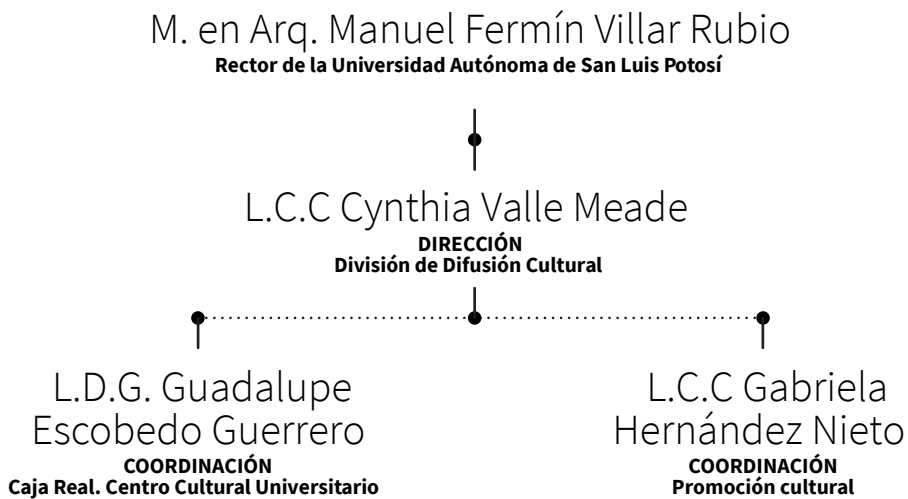 M. en Arq. Manuel Fermín Villar Rubio
Rector de la Universidad Autónoma de San Luis Potosí
L.C.C Cynthia Valle Meade
DIRECCIÓN
División de Difusión Cultural
L.D.G. Guadalupe
Escobedo Guerrero
COORDINACIÓN
Caja Real. Centro Cultural Universitario
L.C.C Gabriela
Hernández Nieto
COORDINACIÓN
Promoción cultural